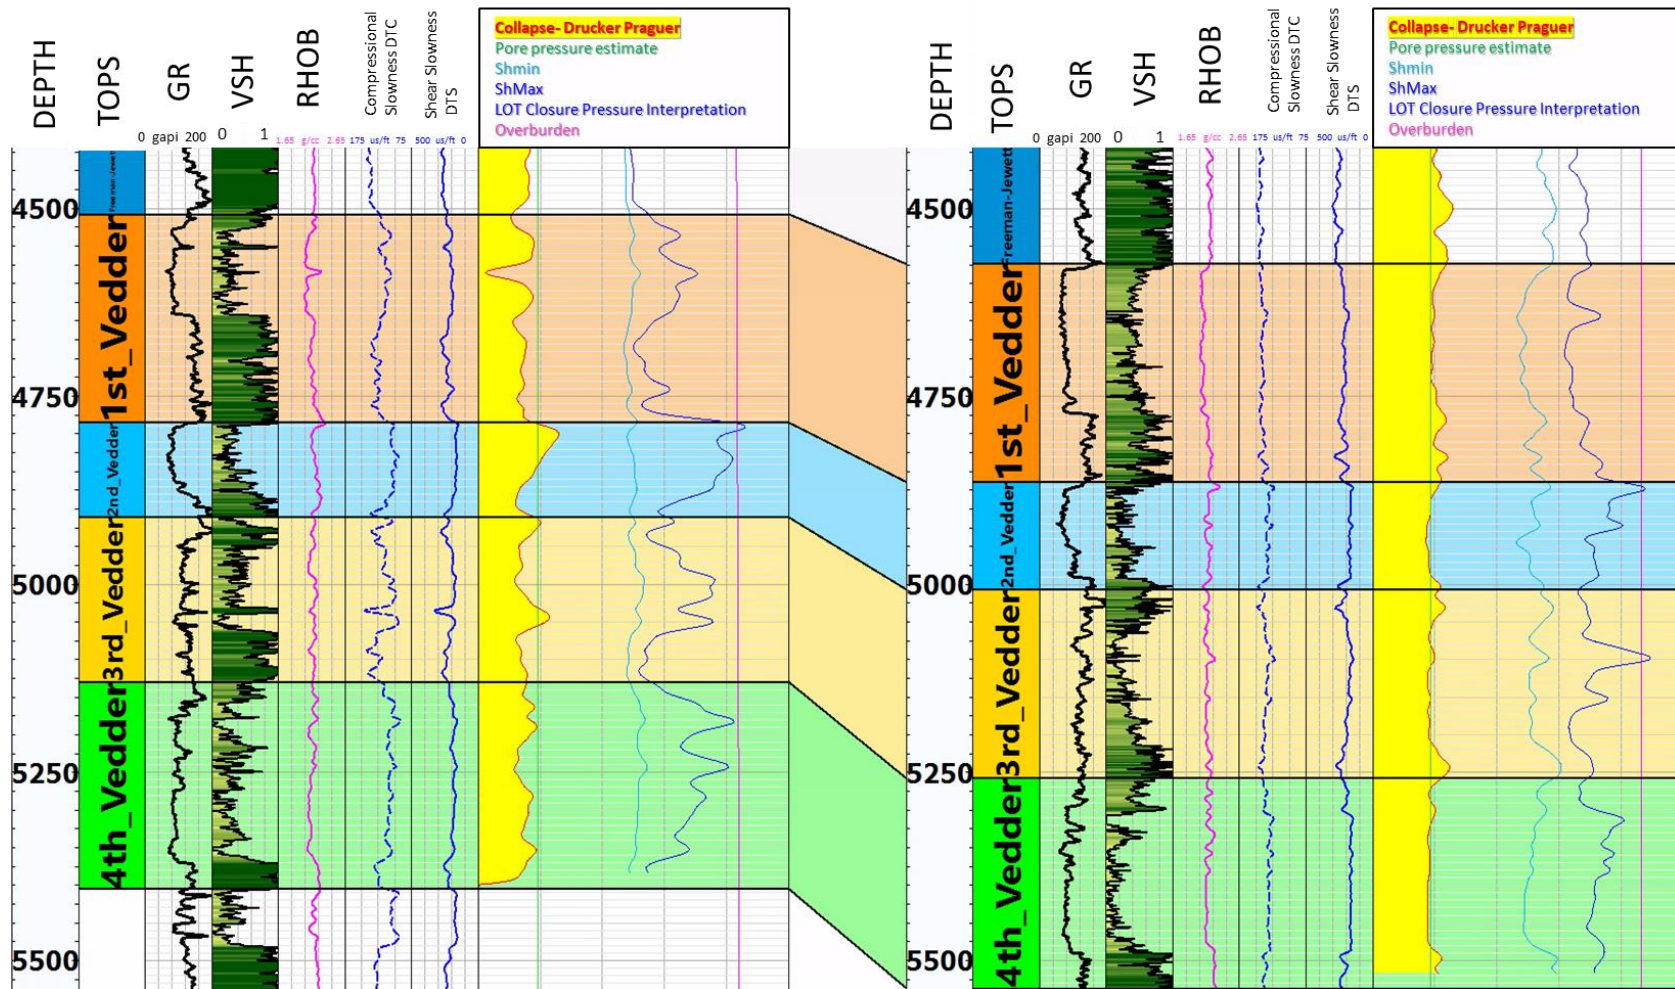 DEPTH
TOPS
GR
VSH
RHOB
Compressional
Slowness DTC
Shear Slowness
DTS
Collapse- Drucker Praguer
Pore pressure estimate
Shmin
ShMax
LOT Closure Pressure Interpretation
Overburden
0 gapi 200
0 1
1.65 g/cc 2.65
175 us/ft 75
500 us/ft 0
Freeman-Jewett
1st_Vedder
2nd_Vedder
3rd_Vedder
4th_Vedder
4500
4750
5000
5250
5500
DEPTH
TOPS
GR
VSH
RHOB
Compressional
Slowness DTC
Shear Slowness
DTS
Collapse- Drucker Praguer
Pore pressure estimate
Shmin
ShMax
LOT Closure Pressure Interpretation
Overburden
0 gapi 200
0 1
1.65 g/cc 2.65
175 us/ft 75
500 us/ft 0
Freeman-Jewett
1st_Vedder
2nd_Vedder
3rd_Vedder
4th_Vedder
4500
4750
5000
5250
5500